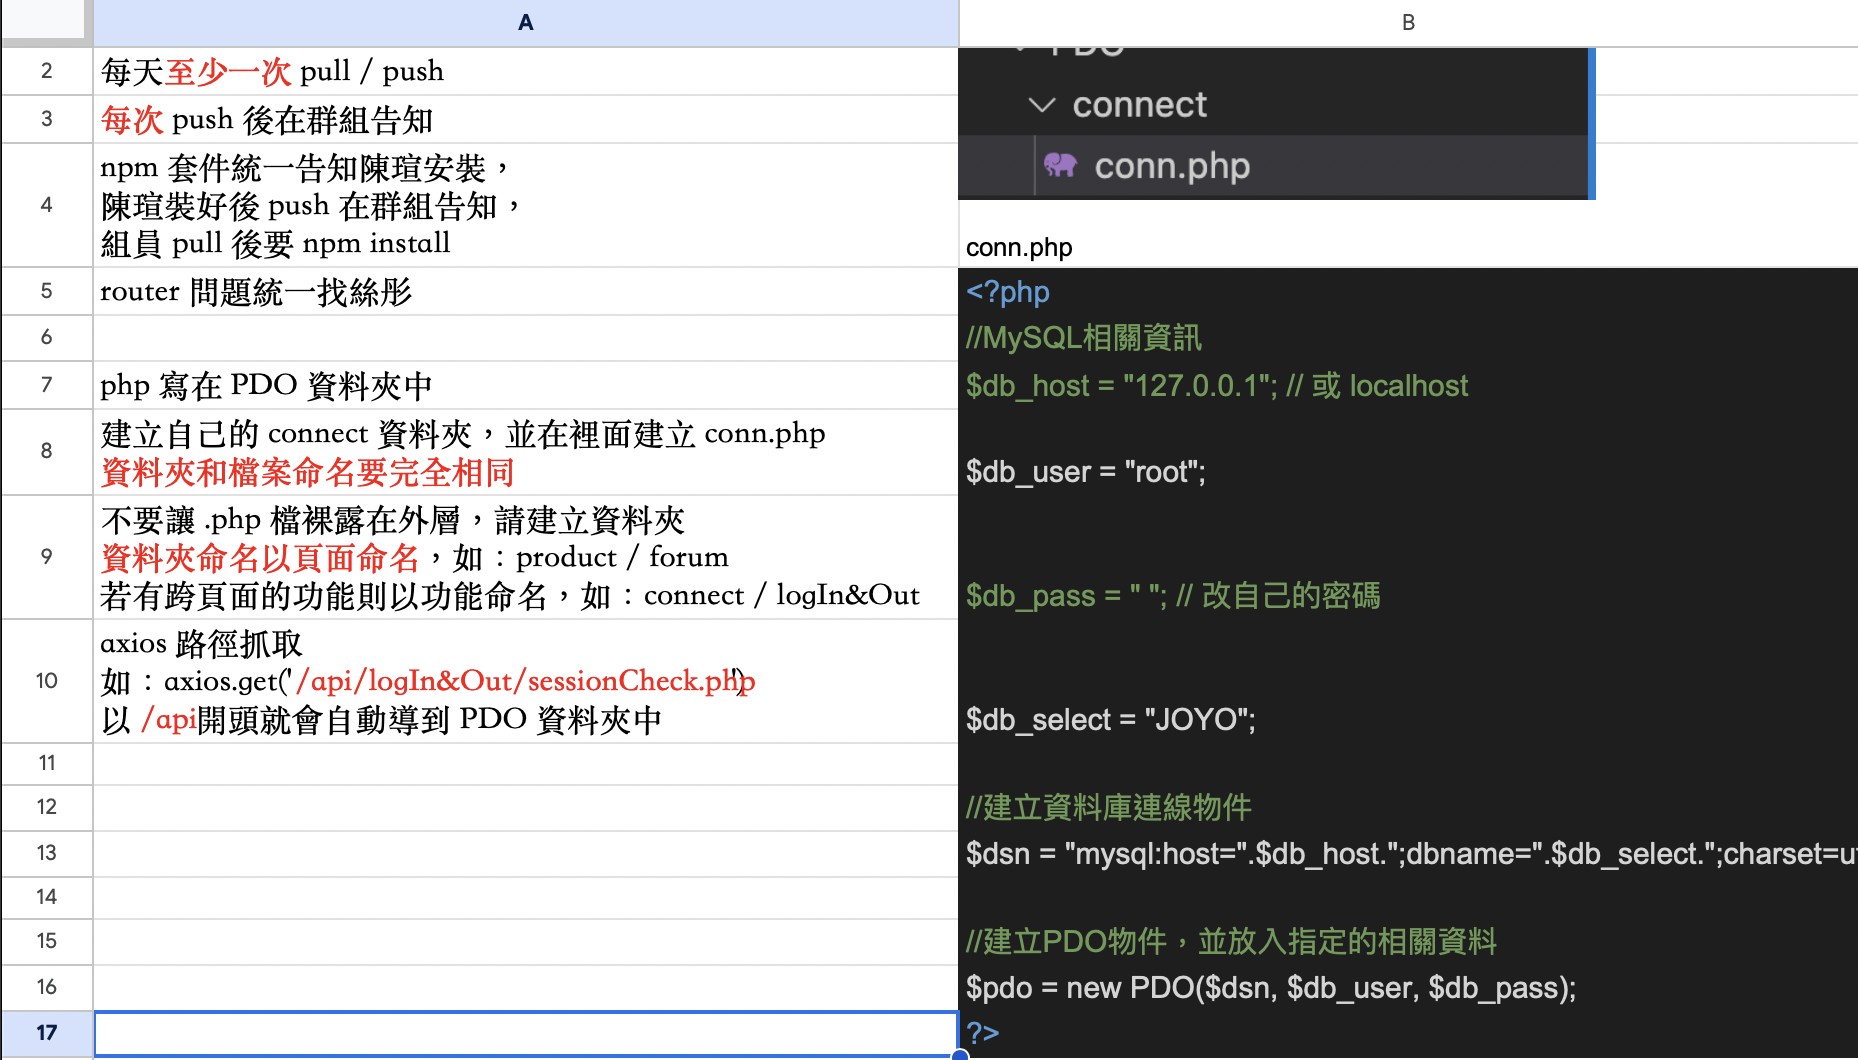 A
B
2
每天至少一次 pull / push
3
每次 push 後在群組告知
4
npm 套件統一告知陳瑄安裝，
陳瑄裝好後 push 在群組告知，
組員 pull 後要 npm install
5
router 問題統一找絲彤
6
7
php 寫在 PDO 資料夾中
8
建立自己的 connect 資料夾，並在裡面建立 conn.php
資料夾和檔案命名要完全相同
9
不要讓 .php 檔裸露在外層，請建立資料夾
資料夾命名以頁面命名，如：product / forum
若有跨頁面的功能則以功能命名，如：connect / logIn&Out
10
axios 路徑抓取
如：axios.get('/api/logIn&Out/sessionCheck.php')
以 /api開頭就會自動導到 PDO 資料夾中
11
12
13
14
15
16
17
PDO
connect
conn.php
conn.php
<?php
//MySQL相關資訊
$db_host = "127.0.0.1"; // 或 localhost
$db_user = "root";
$db_pass = " "; // 改自己的密碼
$db_select = "JOYO";
//建立資料庫連線物件
$dsn = "mysql:host=".$db_host.";dbname=".$db_select.";charset=u
//建立PDO物件，並放入指定的相關資料
$pdo = new PDO($dsn, $db_user, $db_pass);
?>